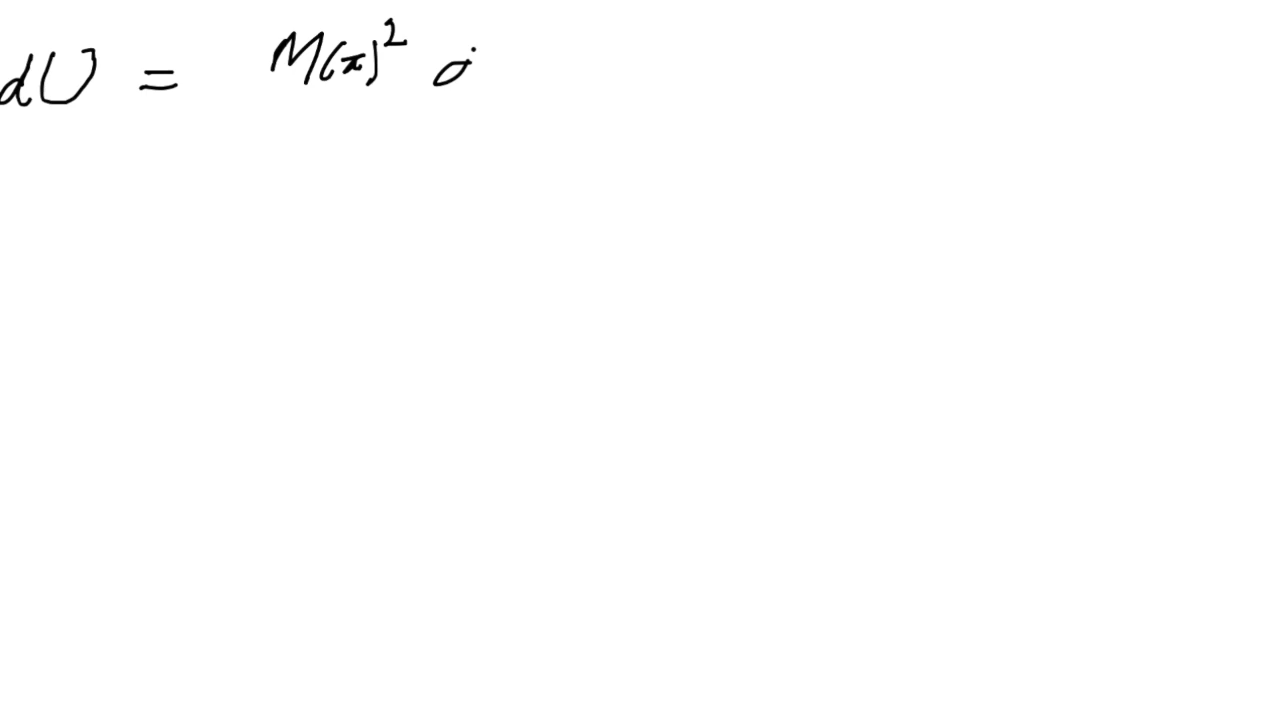 dU = M(x)²